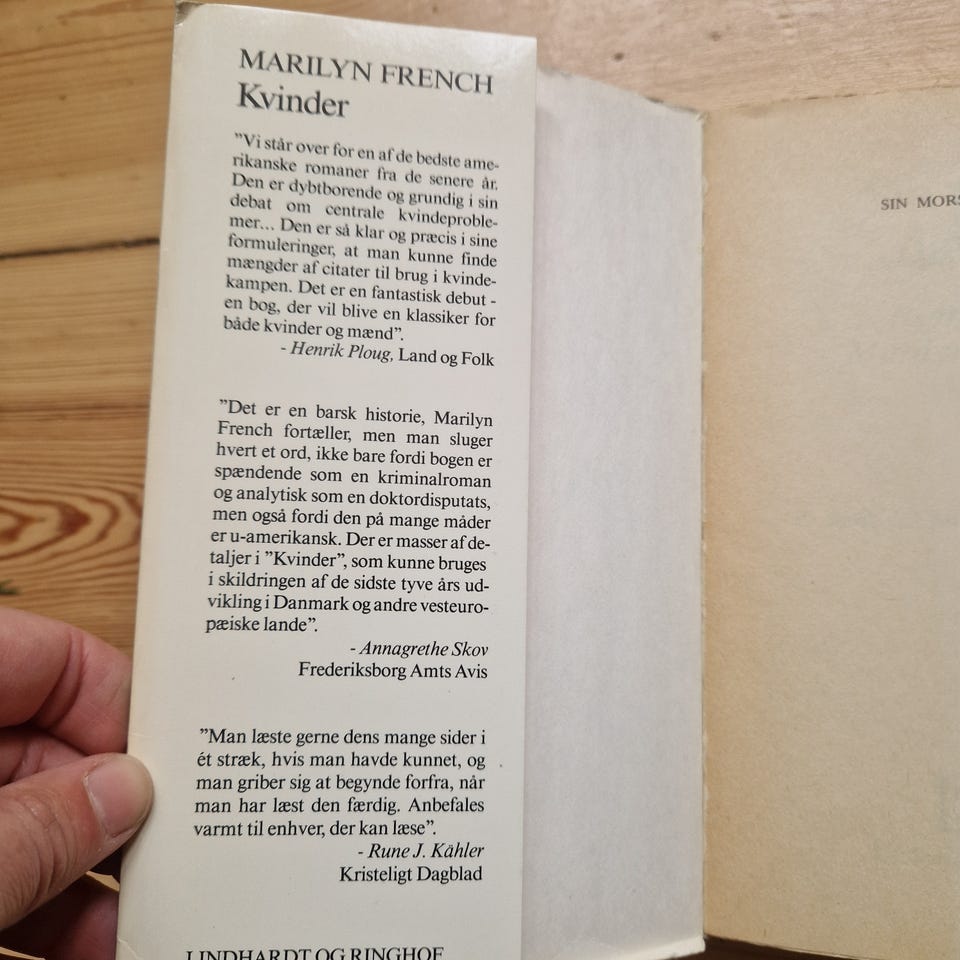 MARILYN FRENCH
Kvinder
”Vi står over for en af de bedste ame-
rikanske romaner fra de senere år.
Den er dybtborende og grundig i sin
debat om centrale kvindeproble-
mer... Den er så klar og præcis i sine
formuleringer, at man kunne finde
mængder af citater til brug i kvinde-
kampen. Det er en fantastisk debut -
en bog, der vil blive en klassiker for
både kvinder og mænd”.
- Henrik Ploug, Land og Folk
”Det er en barsk historie, Marilyn
French fortæller, men man sluger
hvert et ord, ikke bare fordi bogen er
spændende som en kriminalroman
og analytisk som en doktordisputats,
men også fordi den på mange måder
er u-amerikansk. Der er masser af de-
taljer i ”Kvinder”, som kunne bruges
i skildringen af de sidste tyve års ud-
vikling i Danmark og andre vesteuro-
pæiske lande”.
- Annagrethe Skov
Frederiksborg Amts Avis
”Man læste gerne dens mange sider i
ét stræk, hvis man havde kunnet, og
man griber sig at begynde forfra, når
man har læst den færdig. Anbefales
varmt til enhver, der kan læse”.
- Rune J. Kähler
Kristeligt Dagblad
LINDHARDT OG RINGHOF
SIN MORS